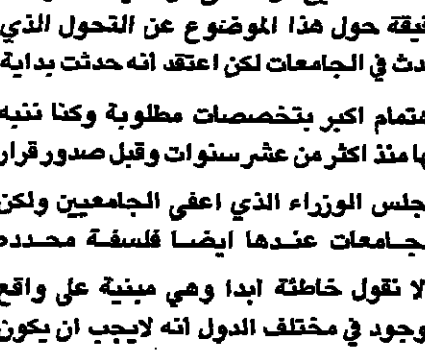 دقيقة حول هذا الموضوع عن التحول الذي
حدث في الجامعات لكن اعتقد انه حدثت بداية
اهتمام اكبر بتخصصات مطلوبة وكنا ننبه
لها منذ اكثر من عشر سنوات وقبل صدور قرار
مجلس الوزراء الذي اعفى الجامعيين ولكن
الجامعات عندها ايضا فلسفة محددة
لا نقول خاطئة ابدا وهي مبنية على واقع
موجود في مختلف الدول انه لايجب ان يكون